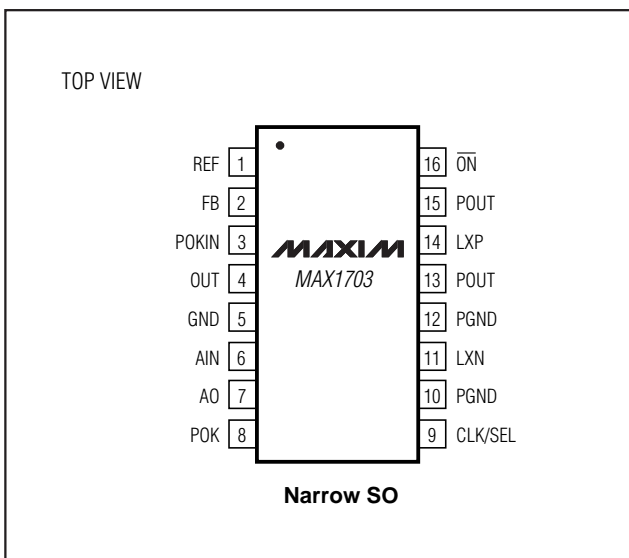 TOP VIEW
REF 1
FB 2
POKIN 3
OUT 4
GND 5
AIN 6
AO 7
POK 8
MAXIM
MAX1703
16 O̅N̅
15 POUT
14 LXP
13 POUT
12 PGND
11 LXN
10 PGND
9 CLK/SEL
Narrow SO